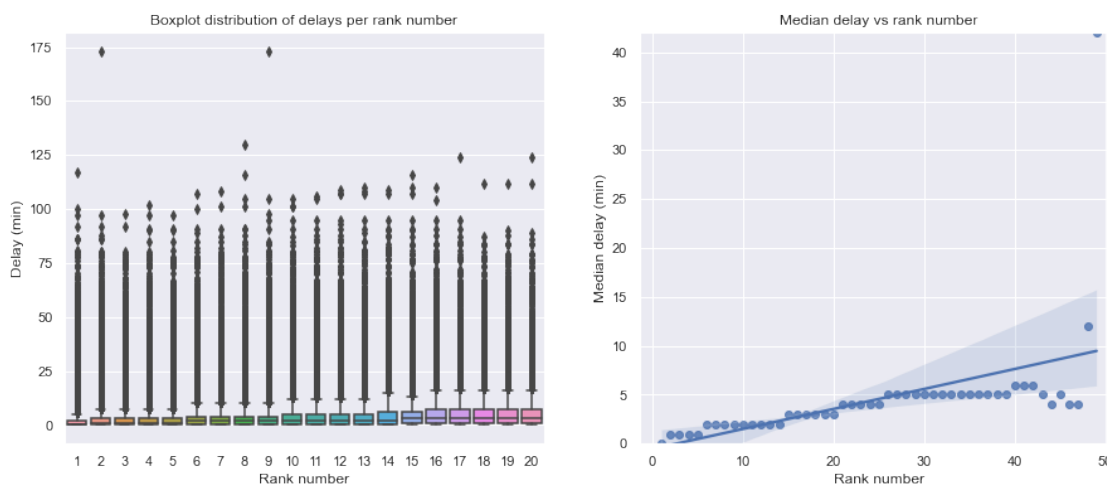 Boxplot distribution of delays per rank number
175
150
125
100
75
50
25
0
Delay (min)
1 2 3 4 5 6 7 8 9 10 11 12 13 14 15 16 17 18 19 20
Rank number
Median delay vs rank number
40
35
30
25
20
15
10
5
0
Median delay (min)
0 10 20 30 40 50
Rank number